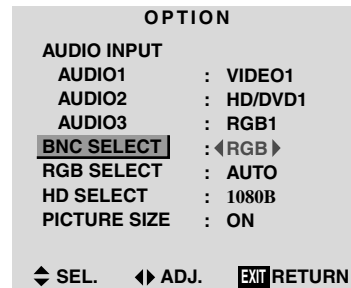 OPTION
AUDIO INPUT
AUDIO1 : VIDEO1
AUDIO2 : HD/DVD1
AUDIO3 : RGB1
BNC SELECT : ◀RGB▶
RGB SELECT : AUTO
HD SELECT : 1080B
PICTURE SIZE : ON
▲▼ SEL. ◀▶ ADJ. EXIT RETURN